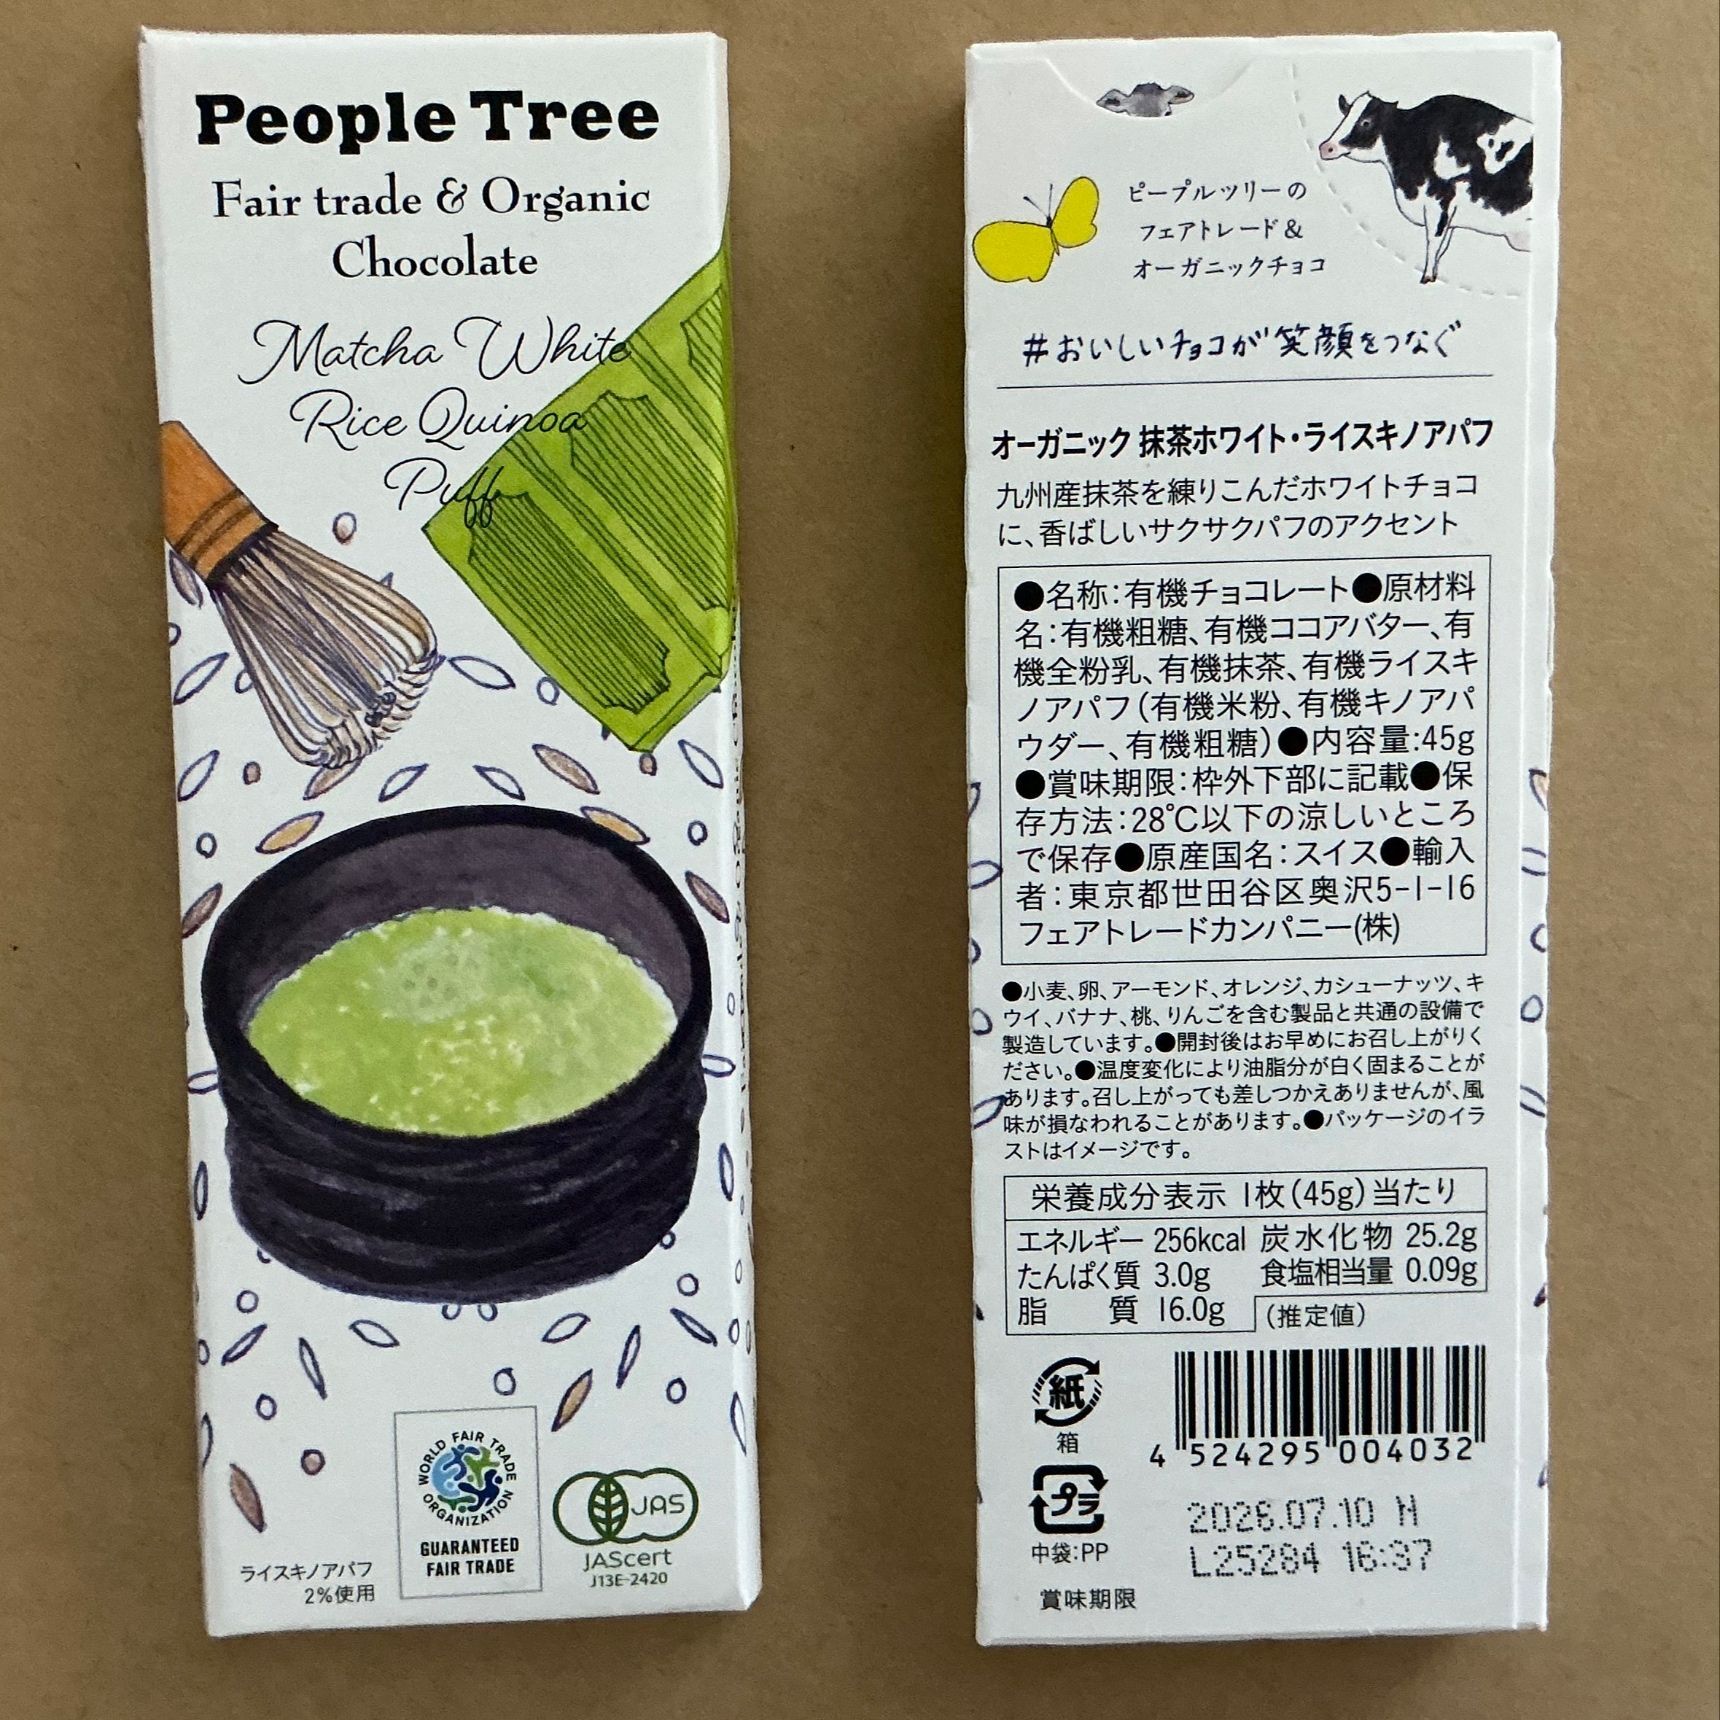 People Tree
Fair trade & Organic
Chocolate
Matcha White
Rice Quinoa
Puff
ライスキノアパフ
2%使用
WORLD FAIR TRADE ORGANIZATION
GUARANTEED
FAIR TRADE
JAS
JAScert
J13E-2420
ピープルツリーの
フェアトレード&
オーガニックチョコ
#おいしいチョコが笑顔をつなぐ
オーガニック 抹茶ホワイト・ライスキノアパフ
九州産抹茶を練りこんだホワイトチョコ
に、香ばしいサクサクパフのアクセント
●名称:有機チョコレート●原材料
名:有機粗糖、有機ココアバター、有
機全粉乳、有機抹茶、有機ライスキ
ノアパフ(有機米粉、有機キノアパ
ウダー、有機粗糖)●内容量:45g
●賞味期限:枠外下部に記載●保
存方法:28℃以下の涼しいところ
で保存●原産国名:スイス●輸入
者:東京都世田谷区奥沢5-1-16
フェアトレードカンパニー(株)
●小麦、卵、アーモンド、オレンジ、カシューナッツ、キ
ウイ、バナナ、桃、りんごを含む製品と共通の設備で
製造しています。●開封後はお早めにお召し上がりく
ださい。●温度変化により油脂分が白く固まることが
あります。召し上がっても差しつかえありませんが、風
味が損なわれることがあります。●パッケージのイラ
ストはイメージです。
栄養成分表示 1枚(45g)当たり
エネルギー 256kcal 炭水化物 25.2g
たんぱく質 3.0g 食塩相当量 0.09g
脂 質 16.0g (推定値)
紙
箱
プラ
中袋:PP
4 524295 004032
2026.07.10 H
L25284 16:37
賞味期限